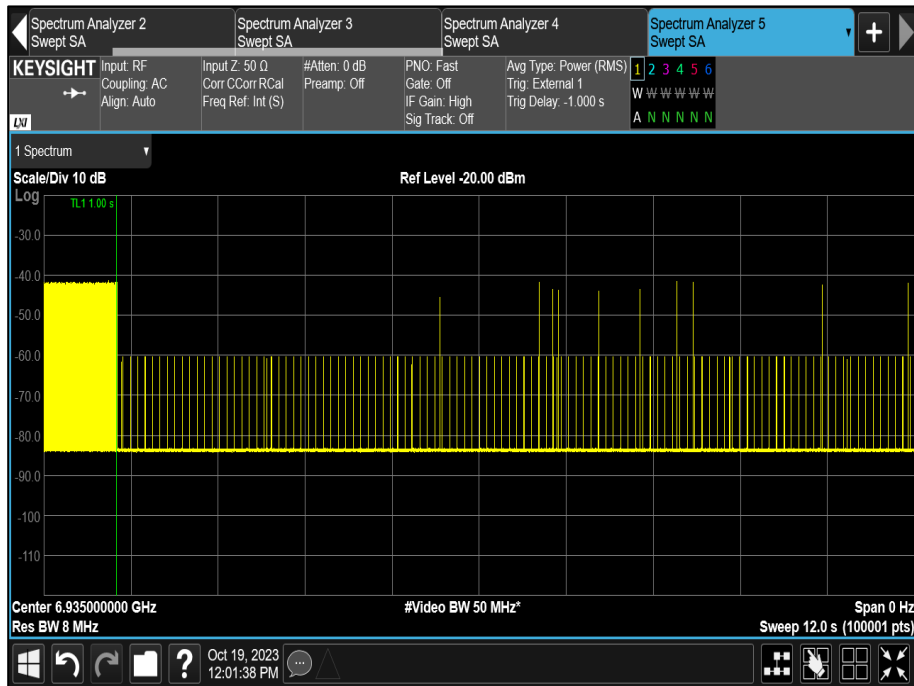 Spectrum Analyzer 2
Swept SA
Spectrum Analyzer 3
Swept SA
Spectrum Analyzer 4
Swept SA
Spectrum Analyzer 5
Swept SA
▼
+
KEYSIGHT
LXI
Input: RF
Coupling: AC
Align: Auto
Input Z: 50 Ω
Corr CCorr RCal
Freq Ref: Int (S)
#Atten: 0 dB
Preamp: Off
PNO: Fast
Gate: Off
IF Gain: High
Sig Track: Off
Avg Type: Power (RMS)
Trig: External 1
Trig Delay: -1.000 s
1 2 3 4 5 6
W W W W W W
A N N N N N
1 Spectrum ▼
Scale/Div 10 dB
Ref Level -20.00 dBm
Log
TL1 1.00 s
-30.0
-40.0
-50.0
-60.0
-70.0
-80.0
-90.0
-100
-110
Center 6.935000000 GHz
#Video BW 50 MHz*
Span 0 Hz
Res BW 8 MHz
Sweep 12.0 s (100001 pts)
?
Oct 19, 2023
12:01:38 PM
...